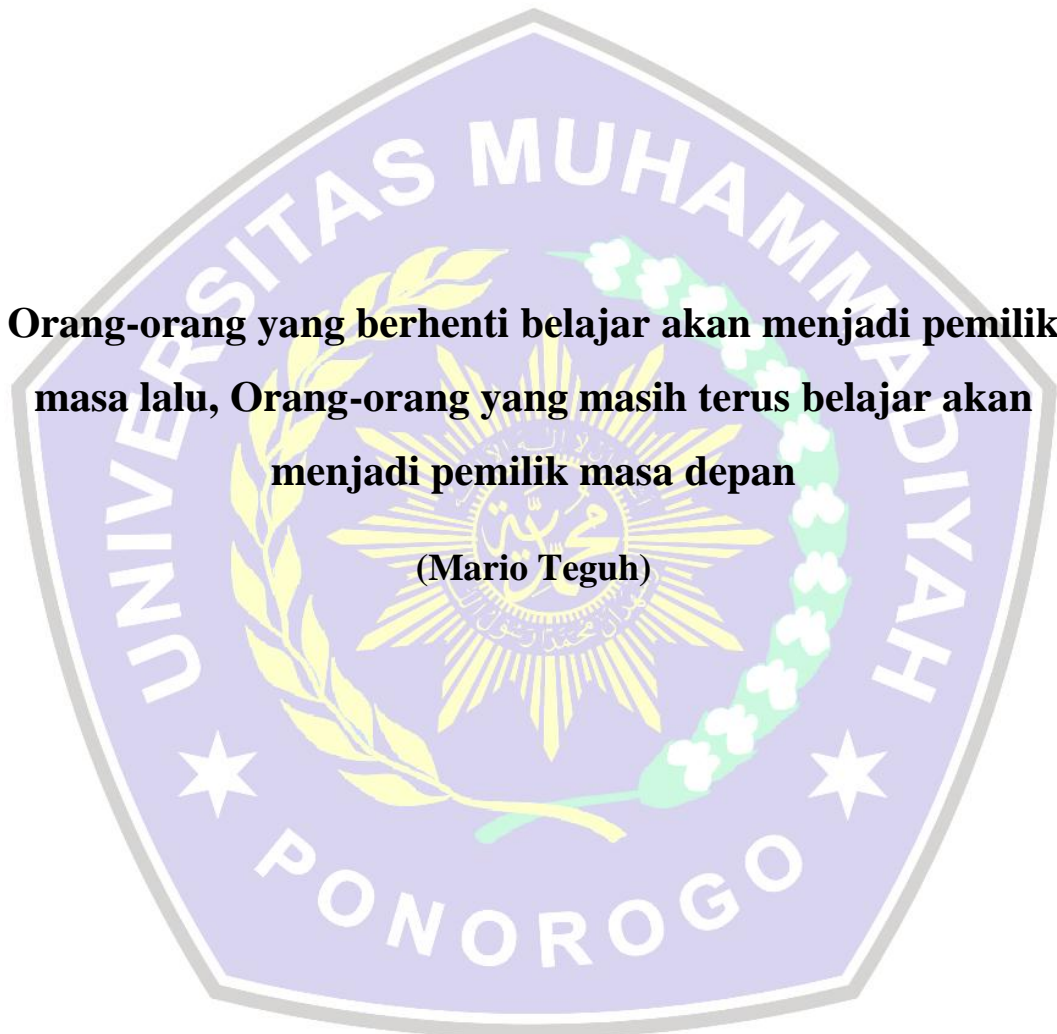 UNIVERSITAS MUHAMMADIYAH
Orang-orang yang berhenti belajar akan menjadi pemilik
masa lalu, Orang-orang yang masih terus belajar akan
menjadi pemilik masa depan
(Mario Teguh)
محمدية
PONOROGO